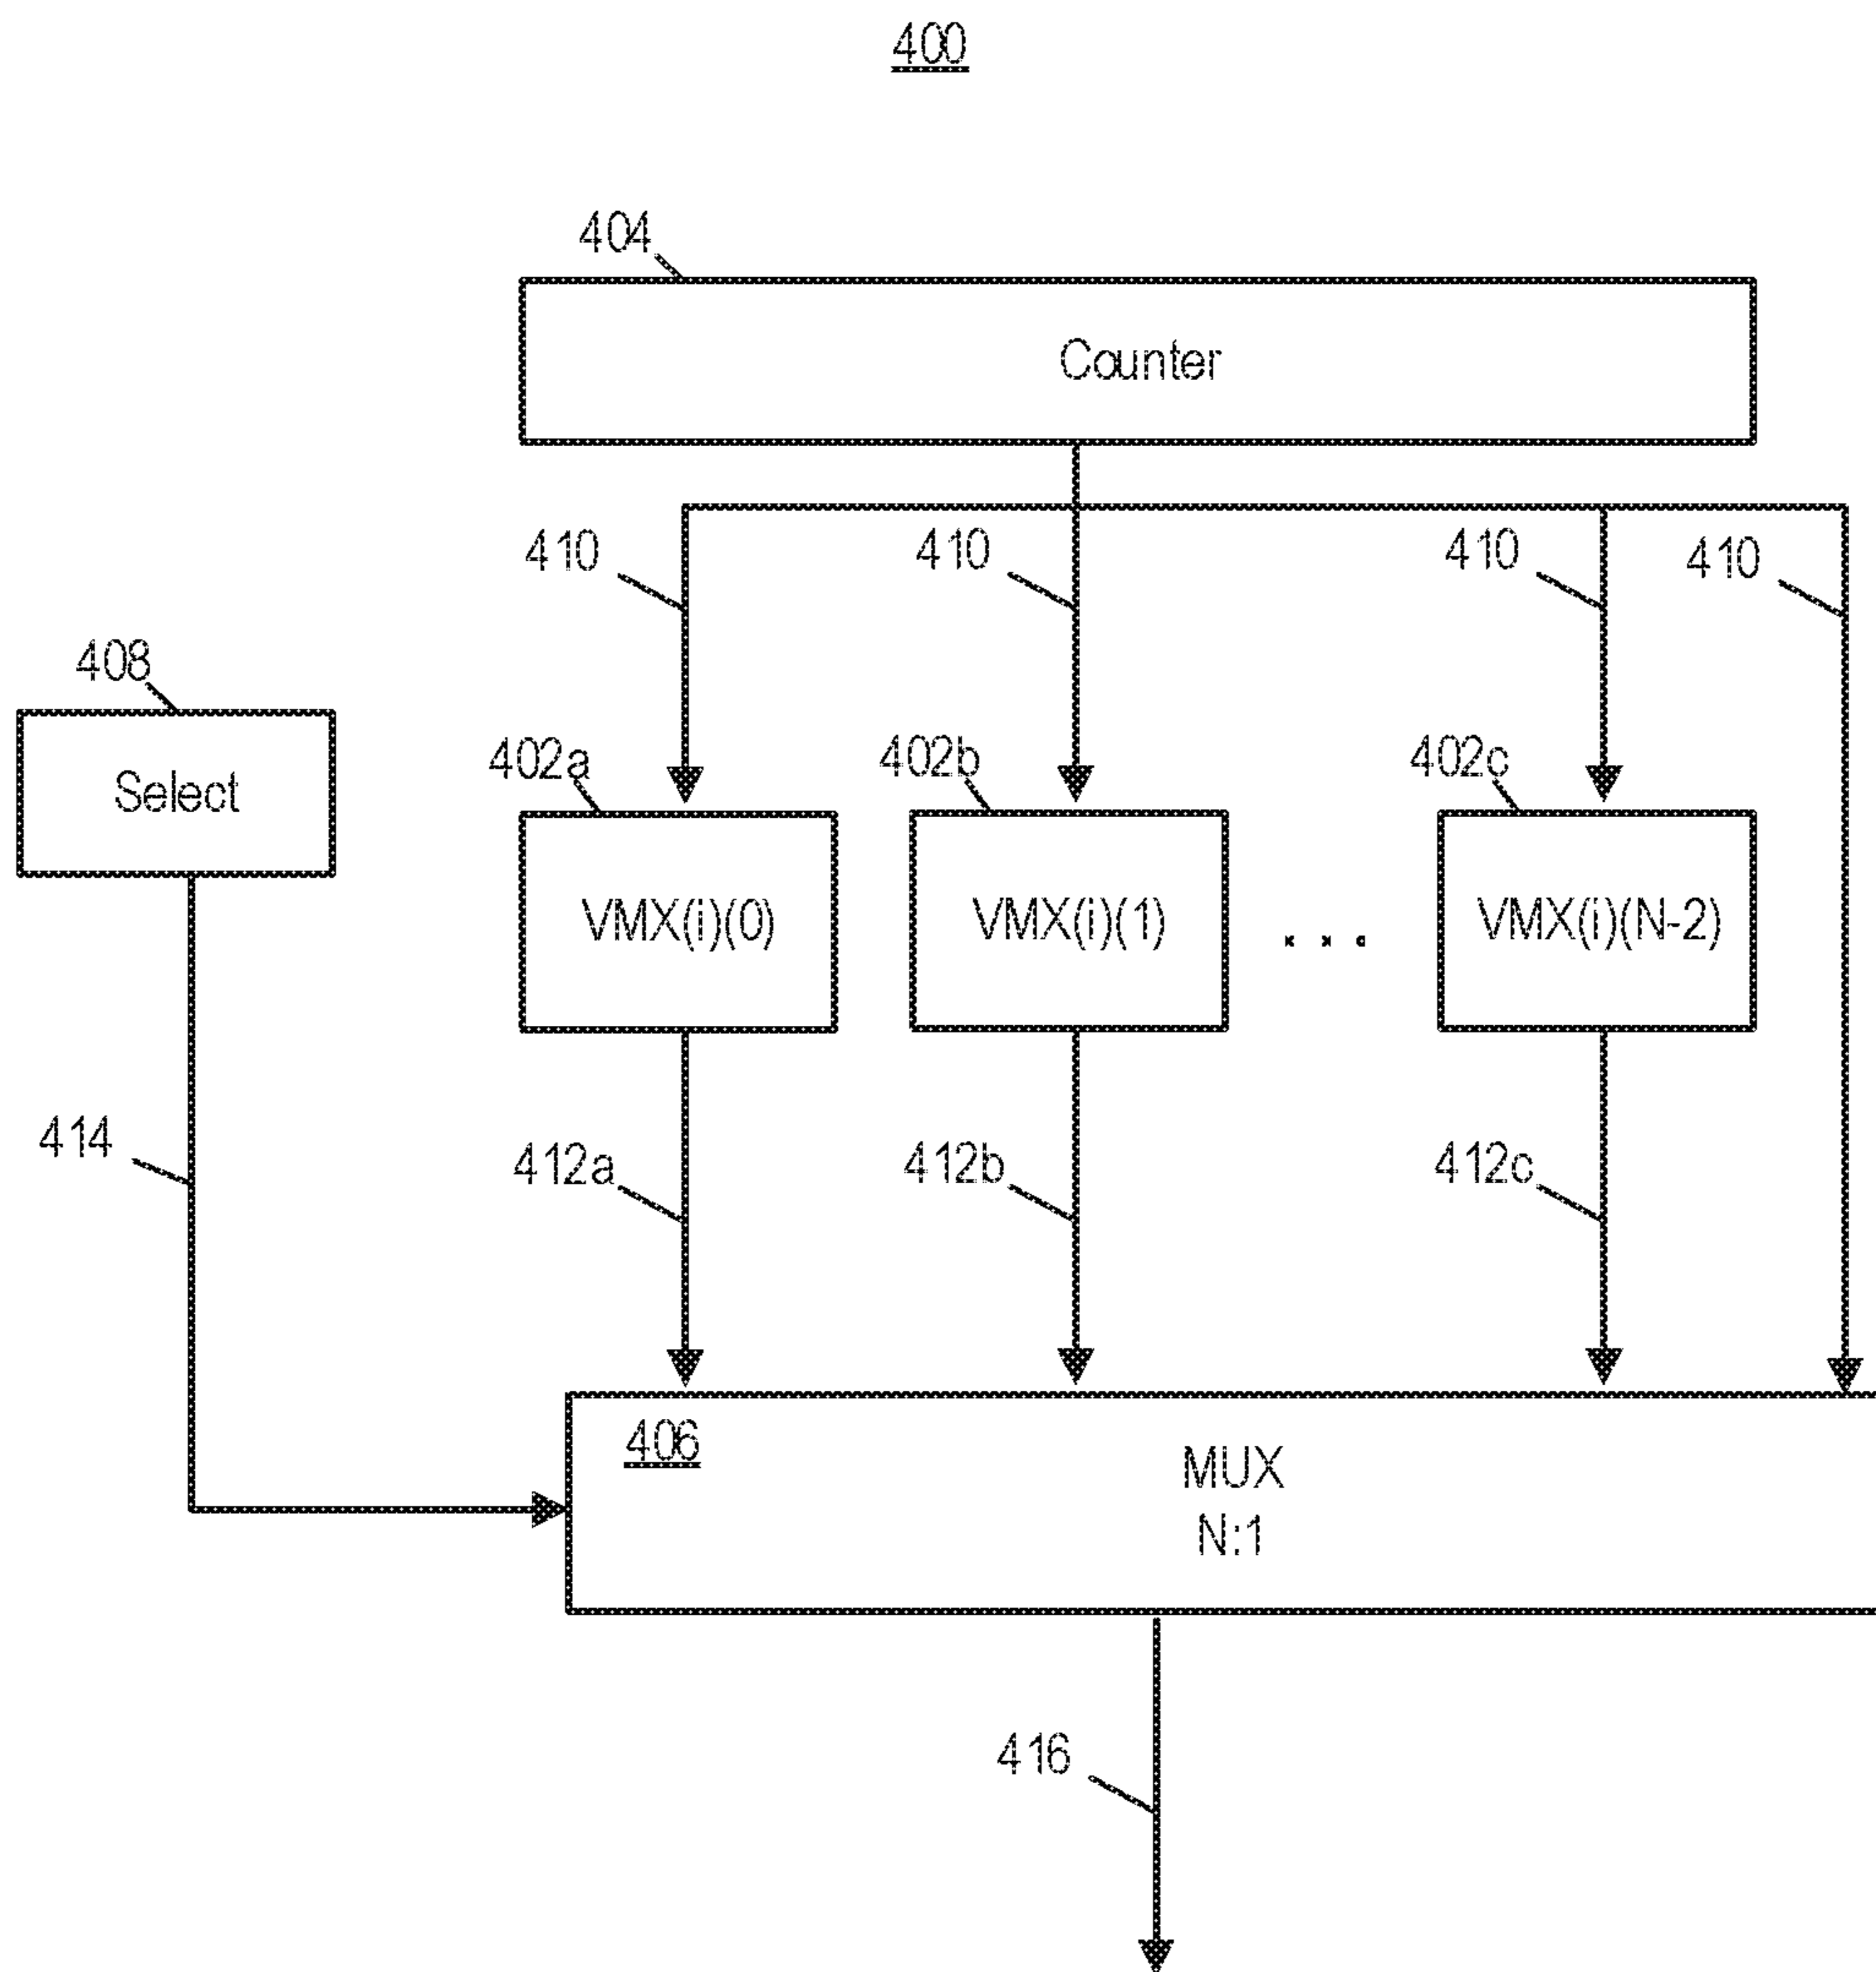 400
404
Counter
410 410 410 410
408
Select
402a 402b 402c
VMX(i)(0) VMX(i)(1) . . . VMX(i)(N-2)
414
412a 412b 412c
406
MUX
N:1
416